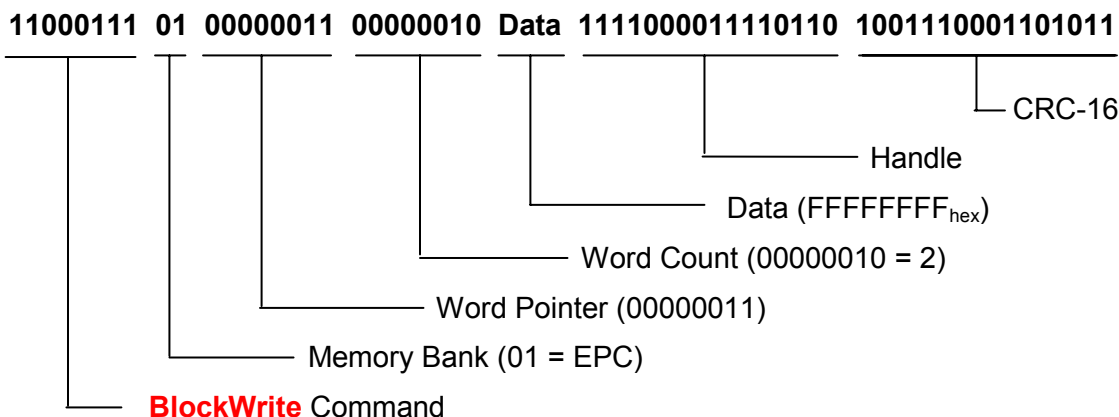 11000111 01 00000011 00000010 Data 1111000011110110 1001110001101011
CRC-16
Handle
Data (FFFFFFFFhex)
Word Count (00000010 = 2)
Word Pointer (00000011)
Memory Bank (01 = EPC)
BlockWrite Command